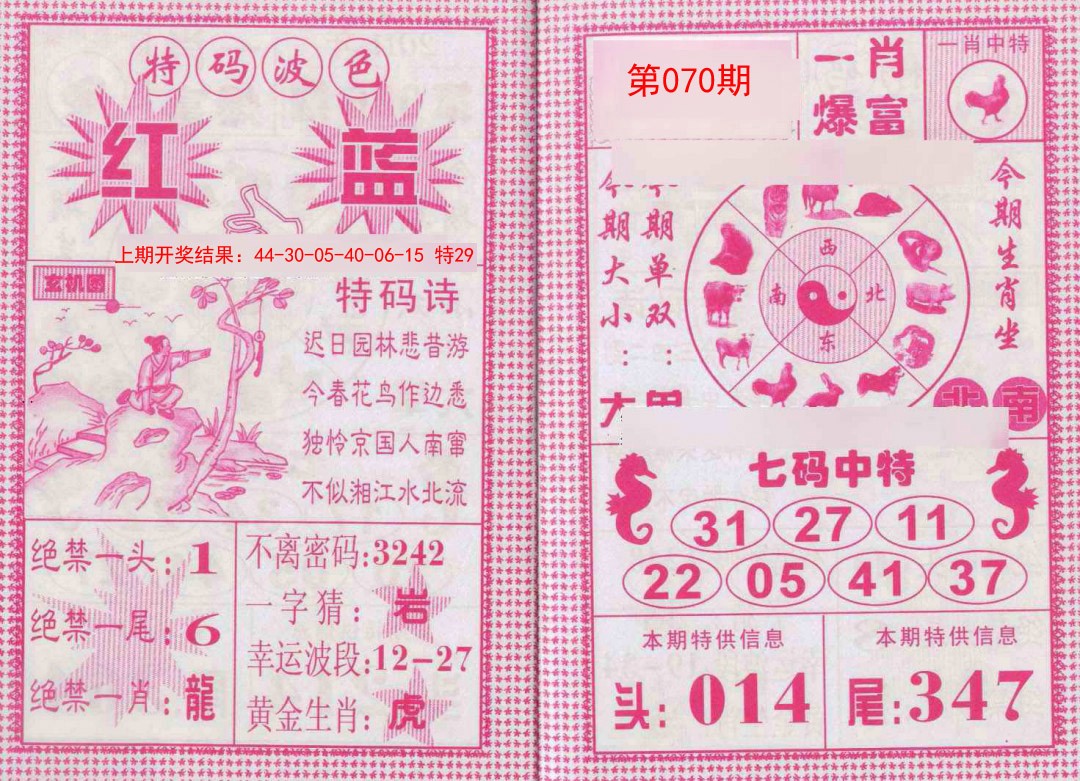 特码波色
红 蓝
上期开奖结果：44-30-05-40-06-15 特29
玄机图
特码诗
迟日园林悲昔游
今春花鸟作边愁
独怜京国人南窜
不似湘江水北流
绝禁一头：1
绝禁一尾：6
绝禁一肖：龍
不离密码：3242
一字猜：岩
幸运波段：12-27
黄金生肖：虎
第070期
一肖
爆富
一肖中特
今期大小：大
今期单双：
西
南 北
东
今期生肖坐
北 南
七码中特
31 27 11
22 05 41 37
本期特供信息
头：014
本期特供信息
尾：347